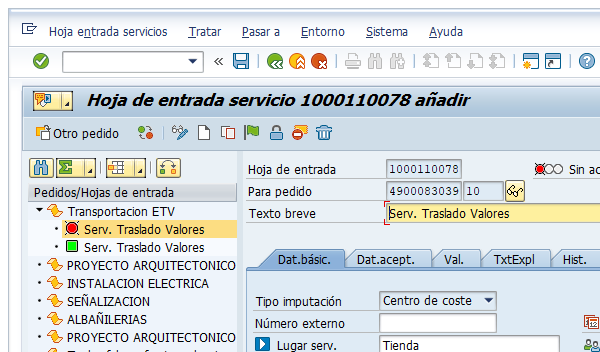 Hoja entrada servicios Tratar Pasar a Entorno Sistema Ayuda
Hoja de entrada servicio 1000110078 añadir
Otro pedido
Pedidos/Hojas de entrada
Transportacion ETV
Serv. Traslado Valores
Serv. Traslado Valores
PROYECTO ARQUITECTONICO
INSTALACION ELECTRICA
SEÑALIZACION
ALBAÑILERIAS
PROYECTO ARQUITECTONICO
Hoja de entrada 1000110078 Sin ac
Para pedido 4900083039 10
Texto breve Serv. Traslado Valores
Dat.básic. Dat.acept. Val. TxtExpl Hist.
Tipo imputación Centro de coste
Número externo
Lugar serv. Tienda